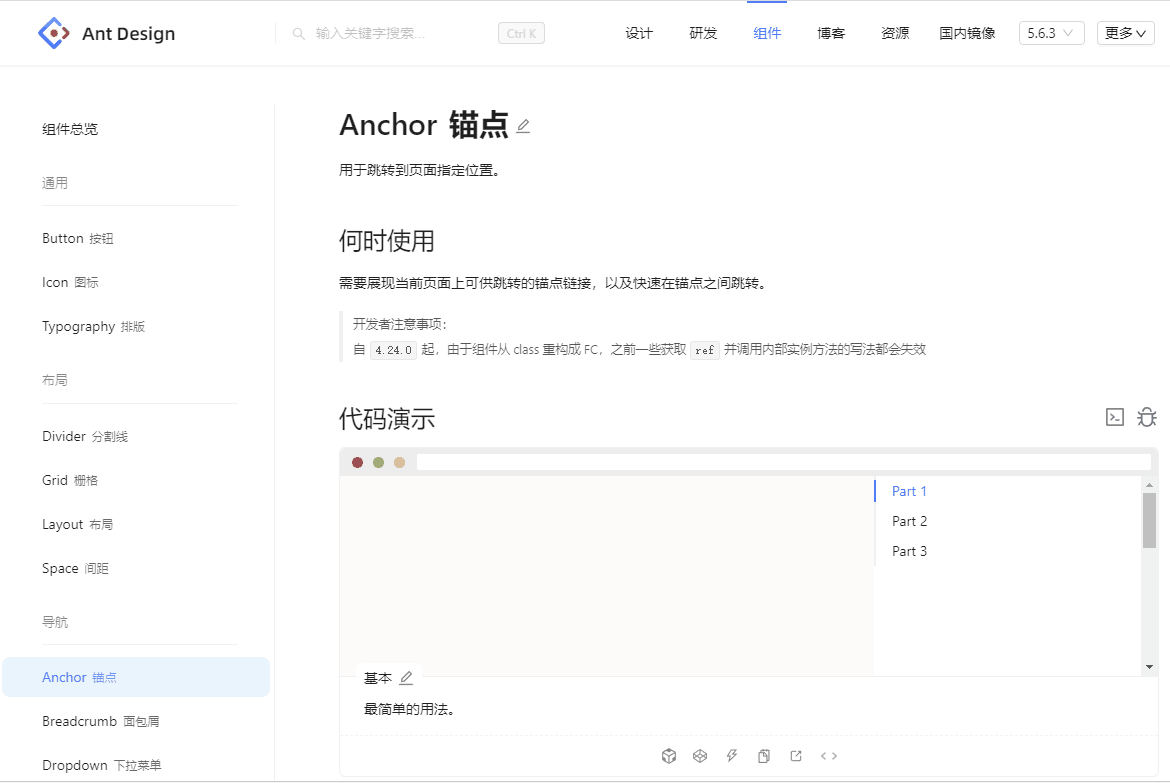 Ant Design
输入关键字搜索...
Ctrl K
设计
研发
组件
博客
资源
国内镜像
5.6.3
更多
组件总览
通用
Button 按钮
Icon 图标
Typography 排版
布局
Divider 分割线
Grid 栅格
Layout 布局
Space 间距
导航
Anchor 锚点
Breadcrumb 面包屑
Dropdown 下拉菜单
Anchor 锚点
用于跳转到页面指定位置。
何时使用
需要展现当前页面上可供跳转的锚点链接，以及快速在锚点之间跳转。
开发者注意事项：
自 4.24.0 起，由于组件从 class 重构成 FC，之前一些获取 ref 并调用内部实例方法的写法都会失效
代码演示
Part 1
Part 2
Part 3
基本
最简单的用法。